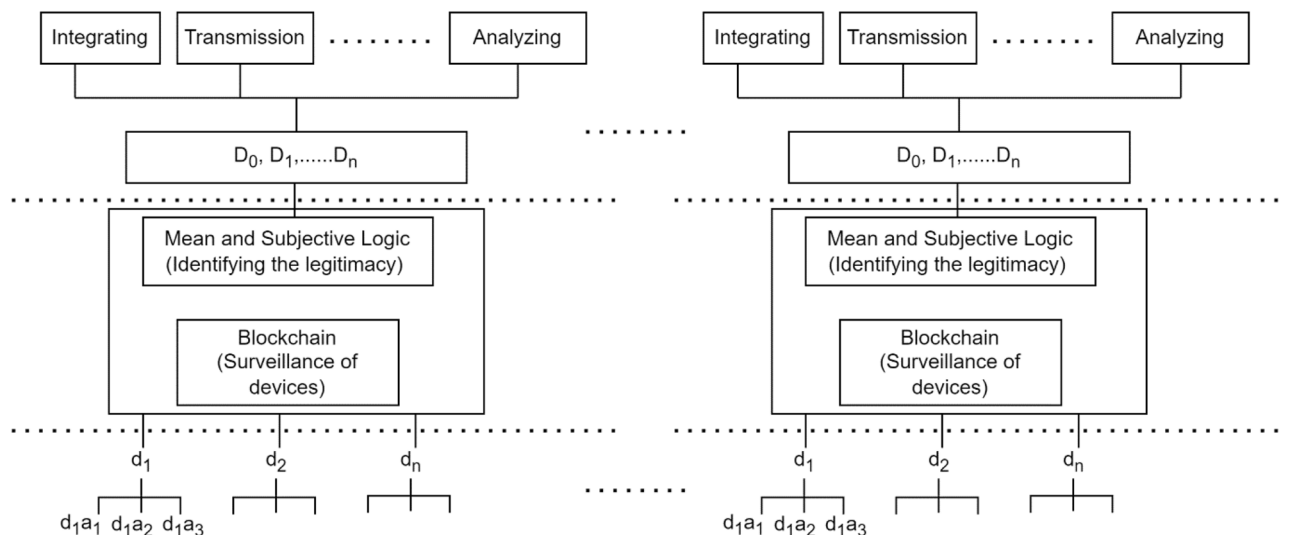 Integrating Transmission ........ Analyzing Integrating Transmission ........ Analyzing
D₀, D₁,......Dₙ ........ D₀, D₁,......Dₙ
Mean and Subjective Logic
(Identifying the legitimacy)
Mean and Subjective Logic
(Identifying the legitimacy)
Blockchain
(Surveillance of
devices)
Blockchain
(Surveillance of
devices)
d₁ d₂ dₙ d₁ d₂ dₙ
d₁a₁ d₁a₂ d₁a₃ d₁a₁ d₁a₂ d₁a₃